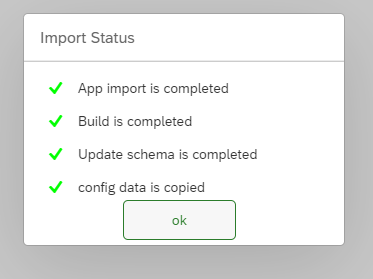 Import Status
App import is completed
Build is completed
Update schema is completed
config data is copied
ok